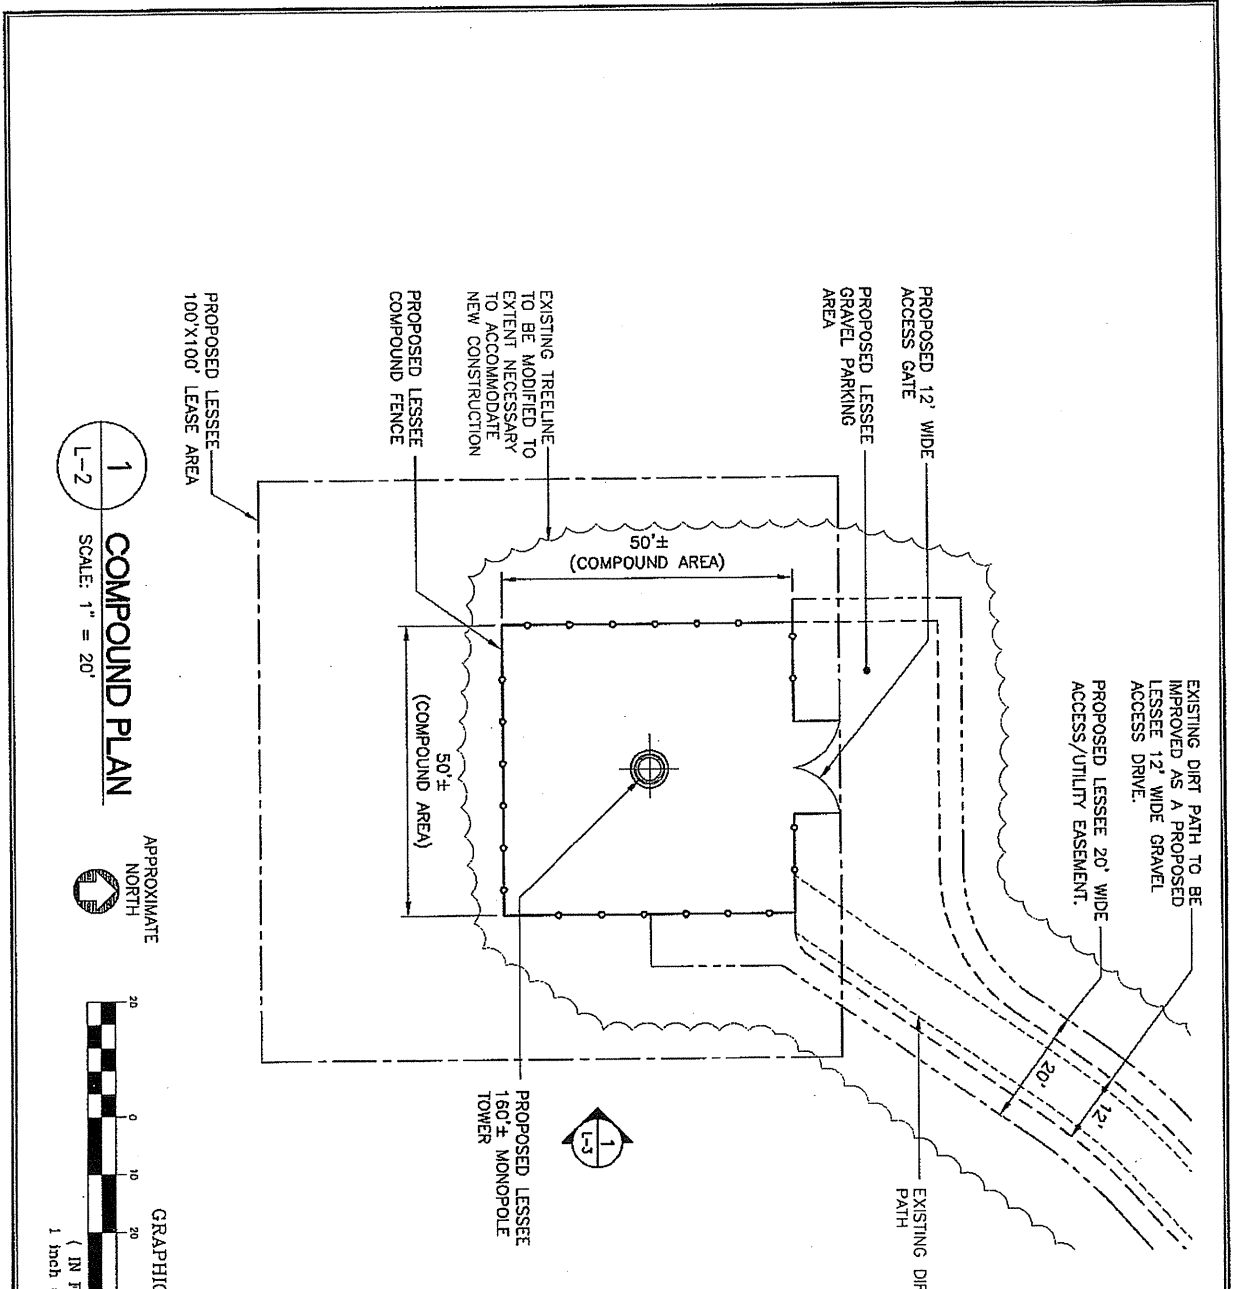 EXISTING DIRT PATH TO BE
IMPROVED AS A PROPOSED
LESSEE 12' WIDE GRAVEL
ACCESS DRIVE.
PROPOSED LESSEE 20' WIDE
ACCESS/UTILITY EASEMENT.
PROPOSED 12' WIDE
ACCESS GATE
PROPOSED LESSEE
GRAVEL PARKING
AREA
20'
12'
EXISTING DIR
PATH
EXISTING TREELINE
TO BE MODIFIED TO
EXTENT NECESSARY
TO ACCOMMODATE
NEW CONSTRUCTION
50'±
(COMPOUND AREA)
PROPOSED LESSEE
COMPOUND FENCE
50'±
(COMPOUND AREA)
1
L-3
PROPOSED LESSEE
160'± MONOPOLE
TOWER
PROPOSED LESSEE
100'X100' LEASE AREA
1
L-2
COMPOUND PLAN
SCALE: 1" = 20'
APPROXIMATE
NORTH
GRAPHIC
20
0
10
20
( IN F
1 inch